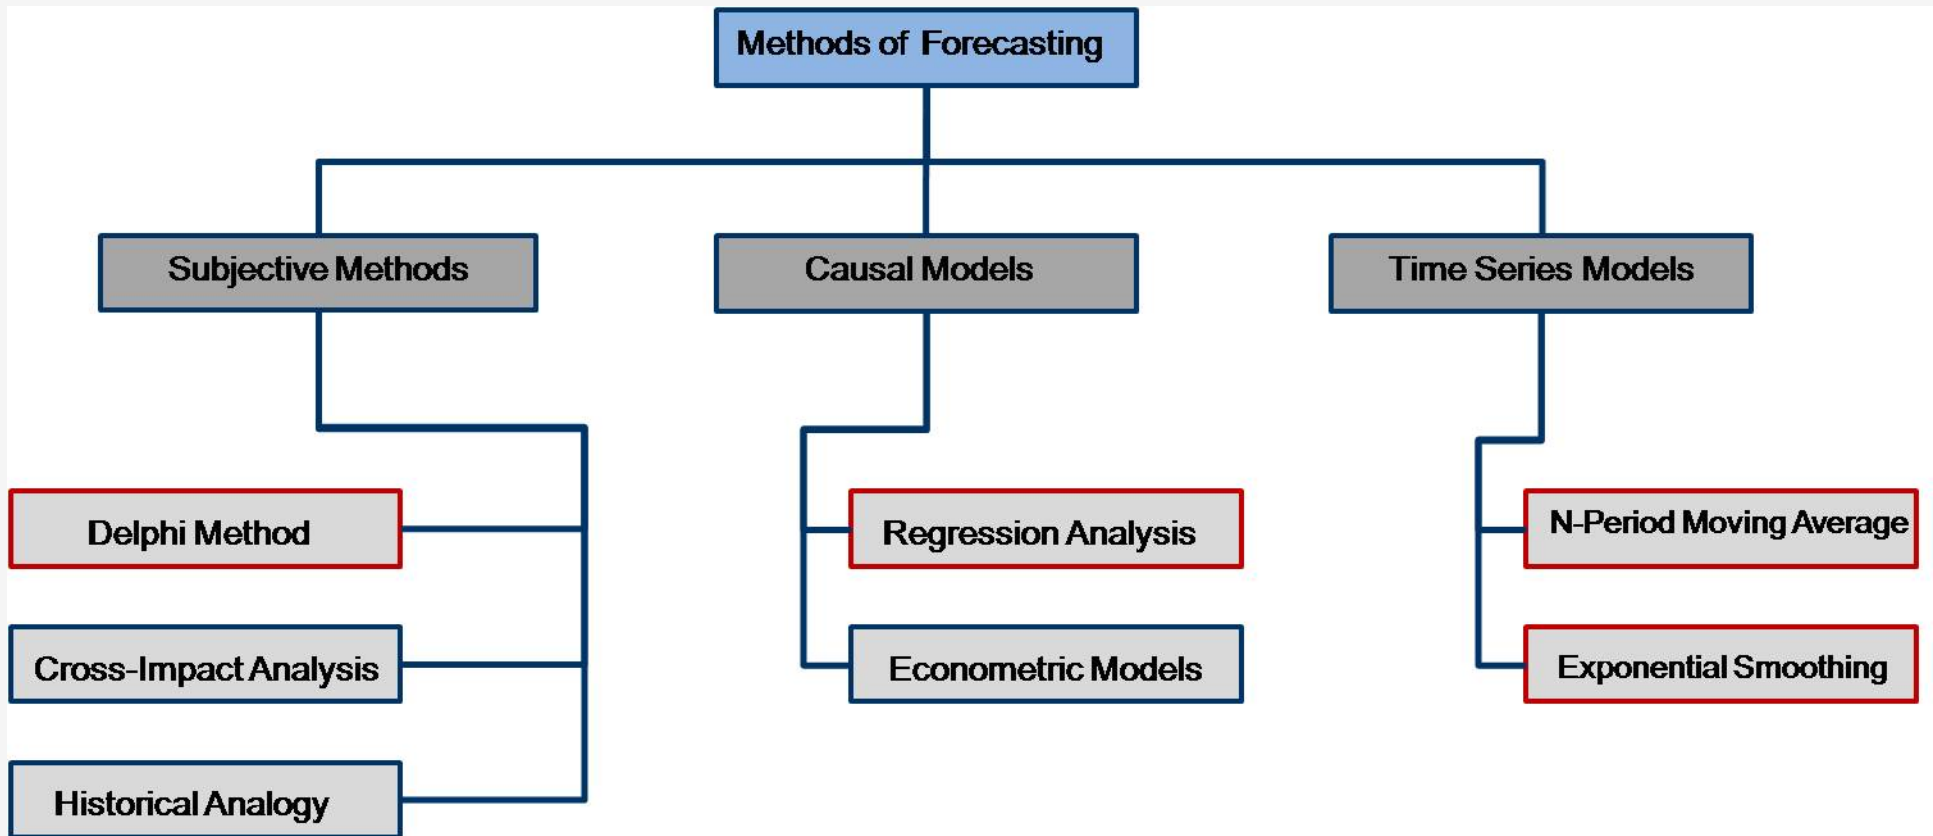 Methods of Forecasting
Subjective Methods
Causal Models
Time Series Models
Delphi Method
Regression Analysis
N-Period Moving Average
Cross-Impact Analysis
Econometric Models
Exponential Smoothing
Historical Analogy